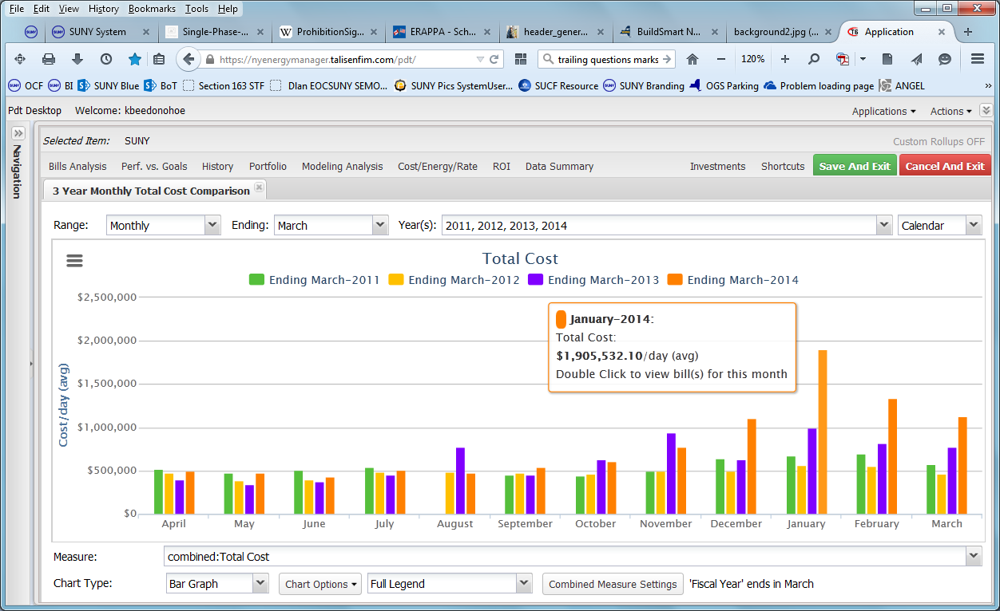 File Edit View History Bookmarks Tools Help
SUNY System Single-Phase-... ProhibitionSig... ERAPPA - Sch... header_gener... BuildSmart N... background2.jpg (... Application
https://nyenergymanager.talisenfim.com/pdt/ trailing questions marks 120%
OCF BI SUNY Blue BoT Section 163 STF Dlan EOCSUNY SEMO... SUNY Pics SystemUser... SUCF Resource SUNY Branding OGS Parking Problem loading page ANGEL
Pdt Desktop Welcome: kbeedonohoe Applications Actions
Navigation
Selected Item: SUNY Custom Rollups OFF
Bills Analysis Perf. vs. Goals History Portfolio Modeling Analysis Cost/Energy/Rate ROI Data Summary Investments Shortcuts Save And Exit Cancel And Exit
3 Year Monthly Total Cost Comparison
Range: Monthly Ending: March Year(s): 2011, 2012, 2013, 2014 Calendar
Total Cost
Ending March-2011 Ending March-2012 Ending March-2013 Ending March-2014
Cost/day (avg)
$2,500,000
$2,000,000
$1,500,000
$1,000,000
$500,000
$0
January-2014:
Total Cost:
$1,905,532.10/day (avg)
Double Click to view bill(s) for this month
April May June July August September October November December January February March
Measure: combined:Total Cost
Chart Type: Bar Graph Chart Options Full Legend Combined Measure Settings 'Fiscal Year' ends in March